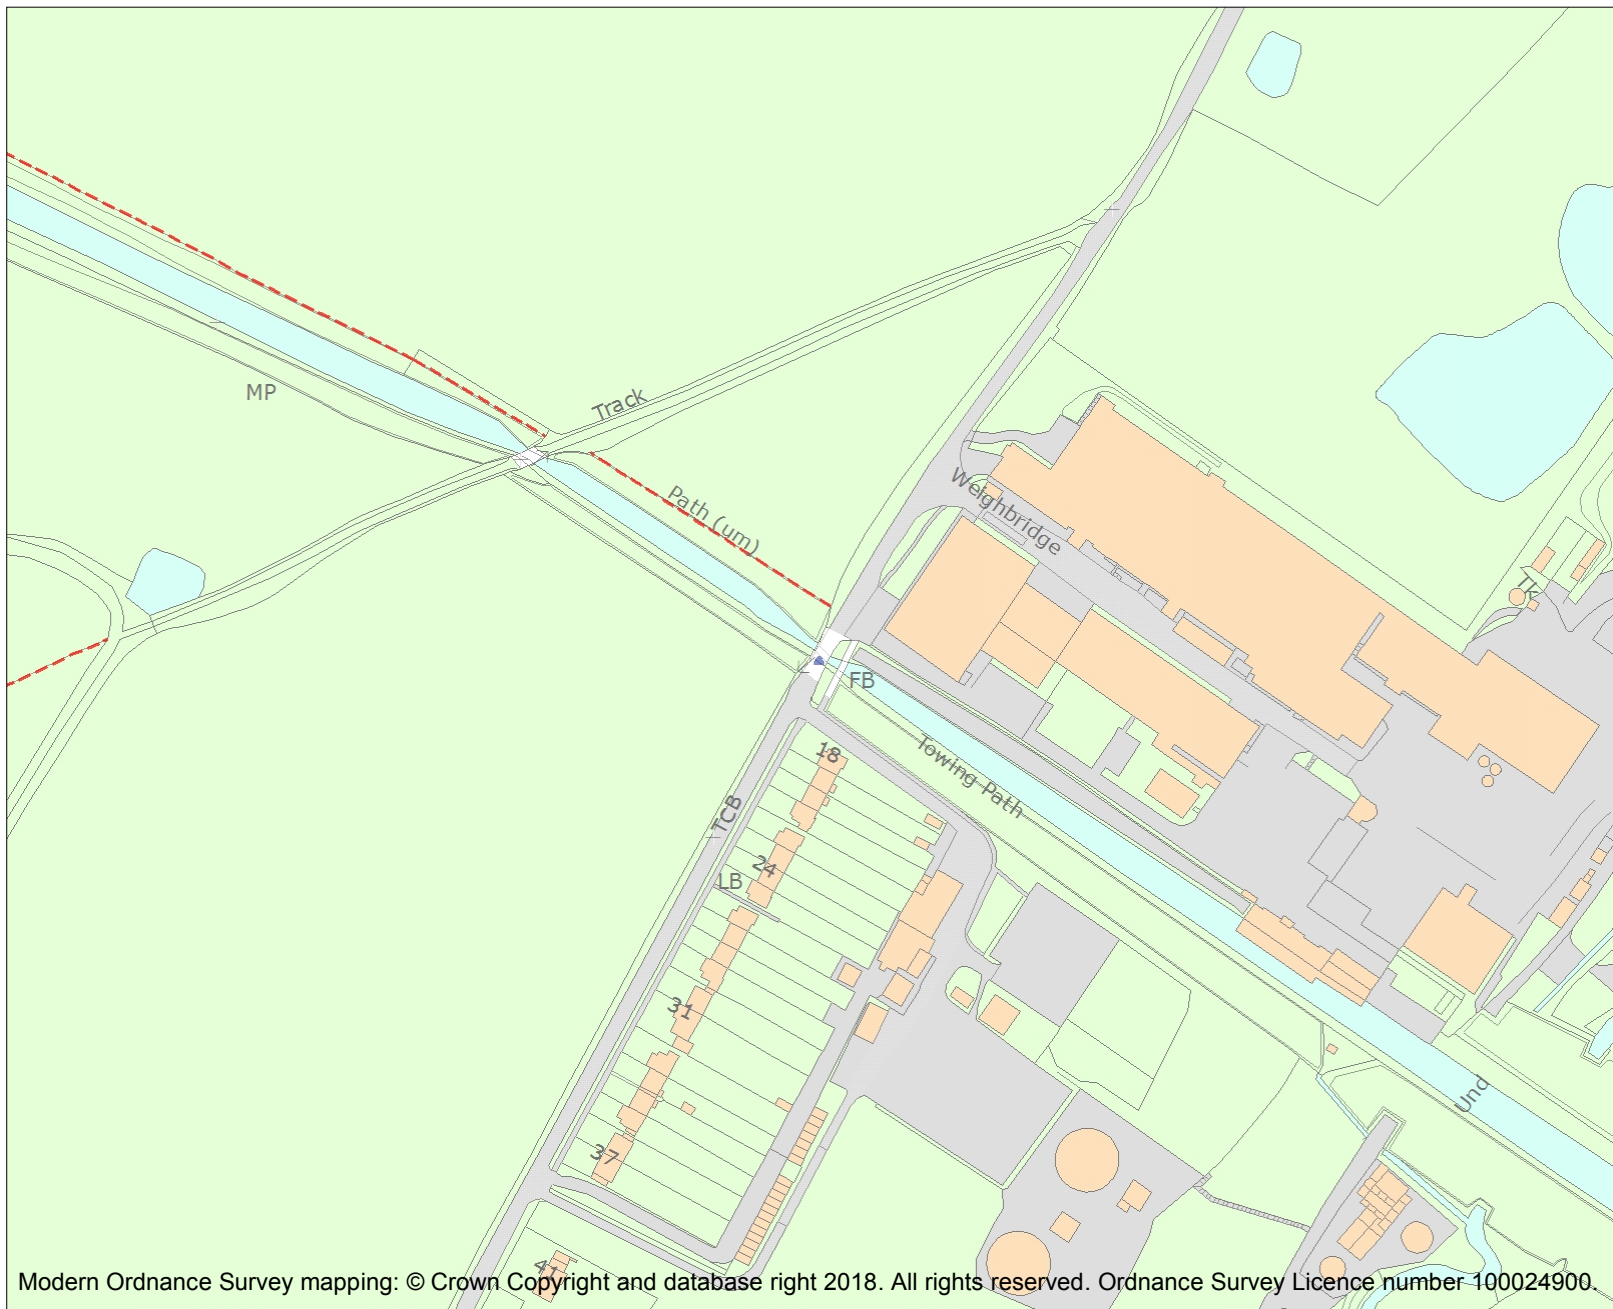 MP
Track
Path (um)
Weighbridge
Tk
FB
Towing Path
18
TCB
24
LB
31
Und
37
41
Modern Ordnance Survey mapping: © Crown Copyright and database right 2018. All rights reserved. Ordnance Survey Licence number 100024900.